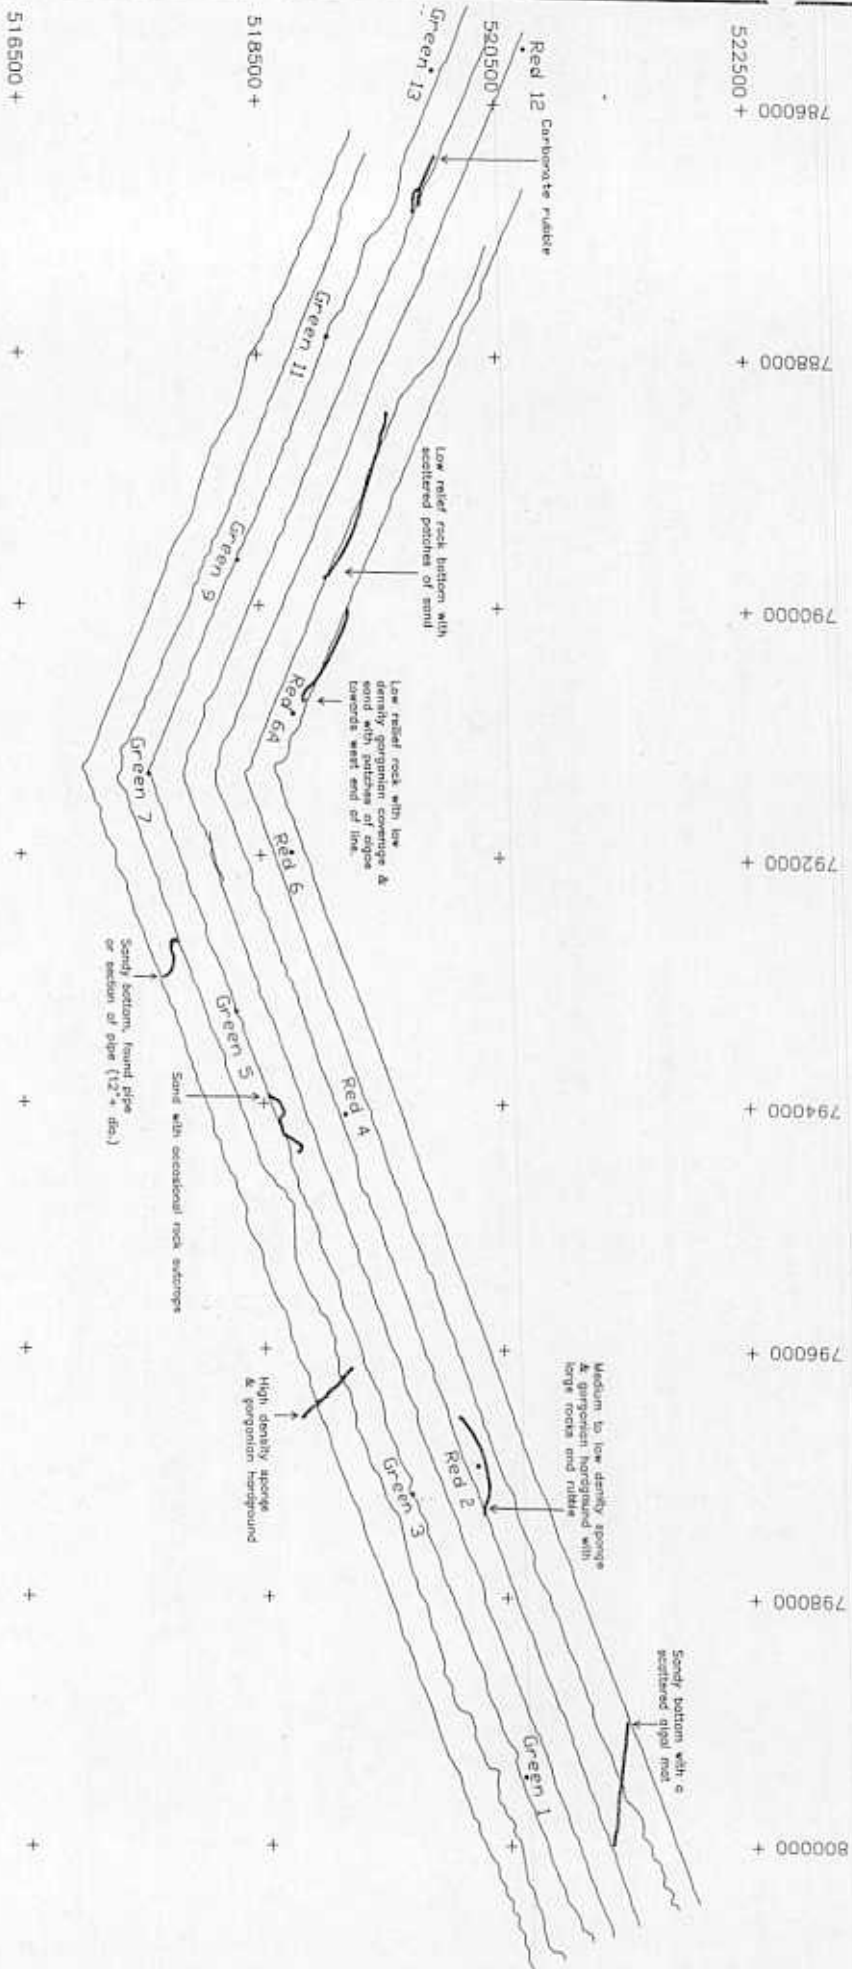 516500 +
518500 +
520500 +
522500 +
786000
788000
790000
792000
794000
796000
798000
800000
Green 13
Red 12
Carbonate rubble
Green 11
Low relief rock bottom with
scattered patches of sand
Green 9
Low relief rock with low
density gorgonian coverage &
sand with patches of algae
towards west end of line.
Red 6A
Green 7
Red 6
Sandy bottom, found pipe
or section of pipe (12"+ dia.)
Green 5
Red 4
Sand with occasional rock outcrops
High density sponge
& gorgonian hardground
Medium to low density sponge
& gorgonian hardground with
large rocks and rubble
Red 2
Green 3
Sandy bottom with a
scattered algal mat
Green 1